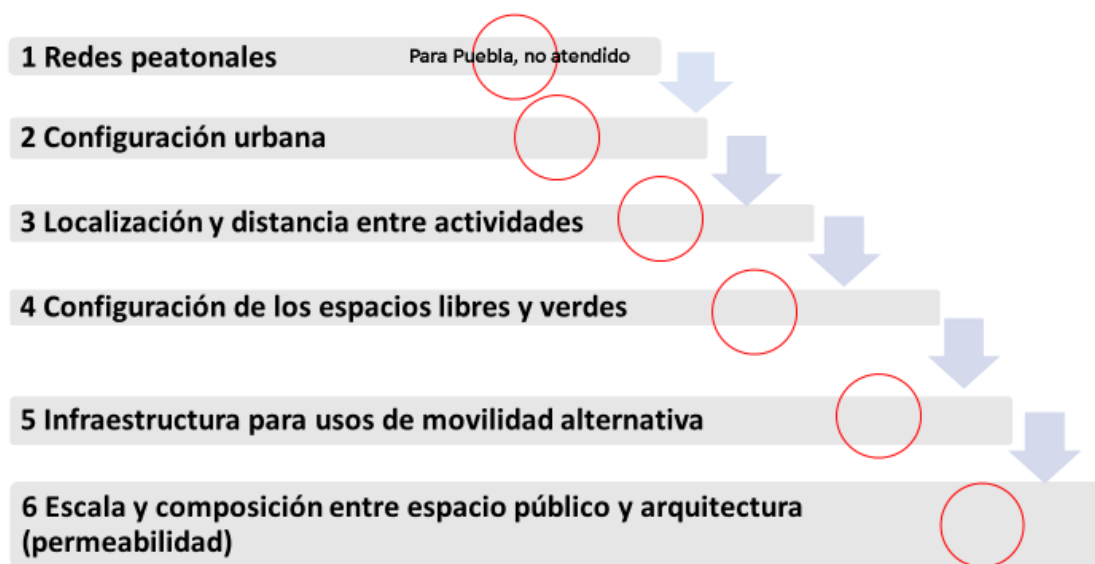 1 Redes peatonales
Para Puebla, no atendido
2 Configuración urbana
3 Localización y distancia entre actividades
4 Configuración de los espacios libres y verdes
5 Infraestructura para usos de movilidad alternativa
6 Escala y composición entre espacio público y arquitectura
(permeabilidad)